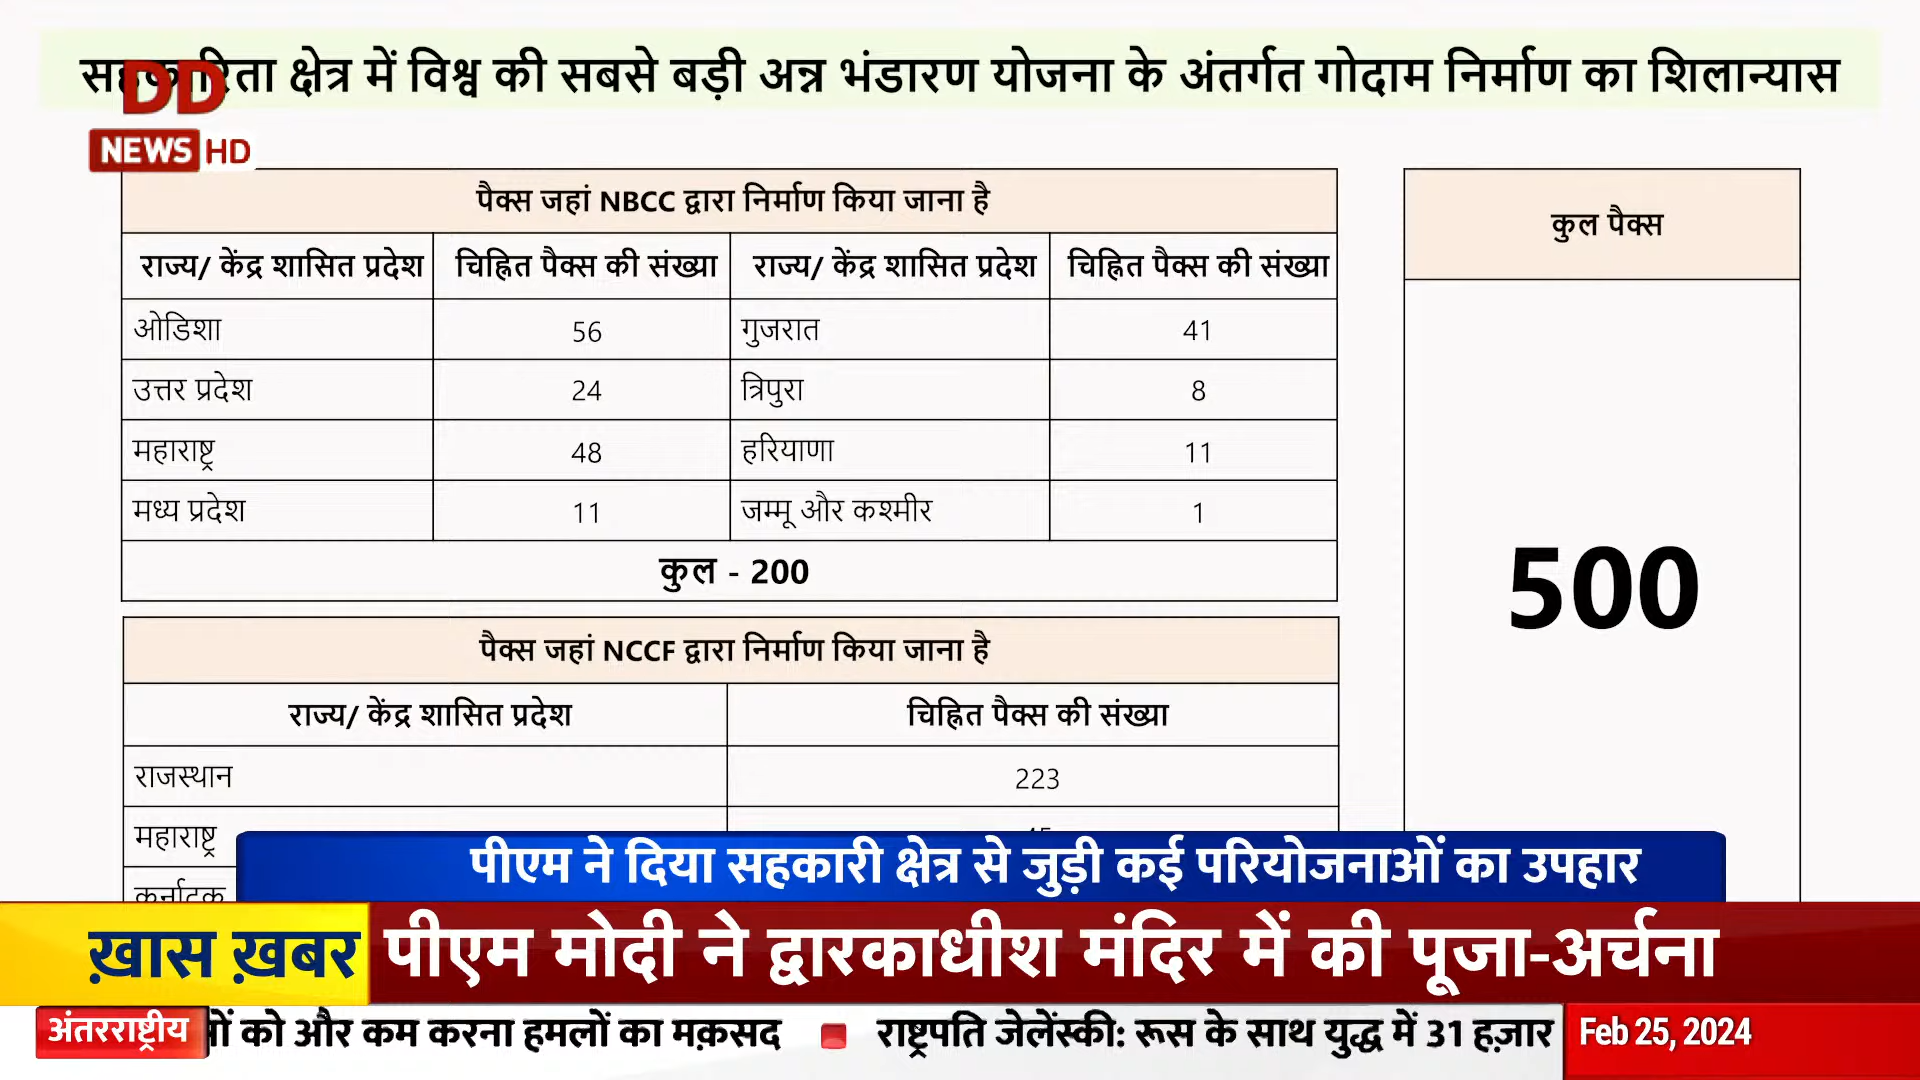 सहकारिता क्षेत्र में विश्व की सबसे बड़ी अन्न भंडारण योजना के अंतर्गत गोदाम निर्माण का शिलान्यास
DD
NEWS HD
पैक्स जहां NBCC द्वारा निर्माण किया जाना है
राज्य/ केंद्र शासित प्रदेश चिह्नित पैक्स की संख्या राज्य/ केंद्र शासित प्रदेश चिह्नित पैक्स की संख्या
ओडिशा 56 गुजरात 41
उत्तर प्रदेश 24 त्रिपुरा 8
महाराष्ट्र 48 हरियाणा 11
मध्य प्रदेश 11 जम्मू और कश्मीर 1
कुल - 200
कुल पैक्स
500
पैक्स जहां NCCF द्वारा निर्माण किया जाना है
राज्य/ केंद्र शासित प्रदेश चिह्नित पैक्स की संख्या
राजस्थान 223
महाराष्ट्र
कर्नाटक
पीएम ने दिया सहकारी क्षेत्र से जुड़ी कई परियोजनाओं का उपहार
ख़ास ख़बर पीएम मोदी ने द्वारकाधीश मंदिर में की पूजा-अर्चना
अंतरराष्ट्रीय को और कम करना हमलों का मक़सद राष्ट्रपति जेलेंस्की: रूस के साथ युद्ध में 31 हज़ार Feb 25, 2024